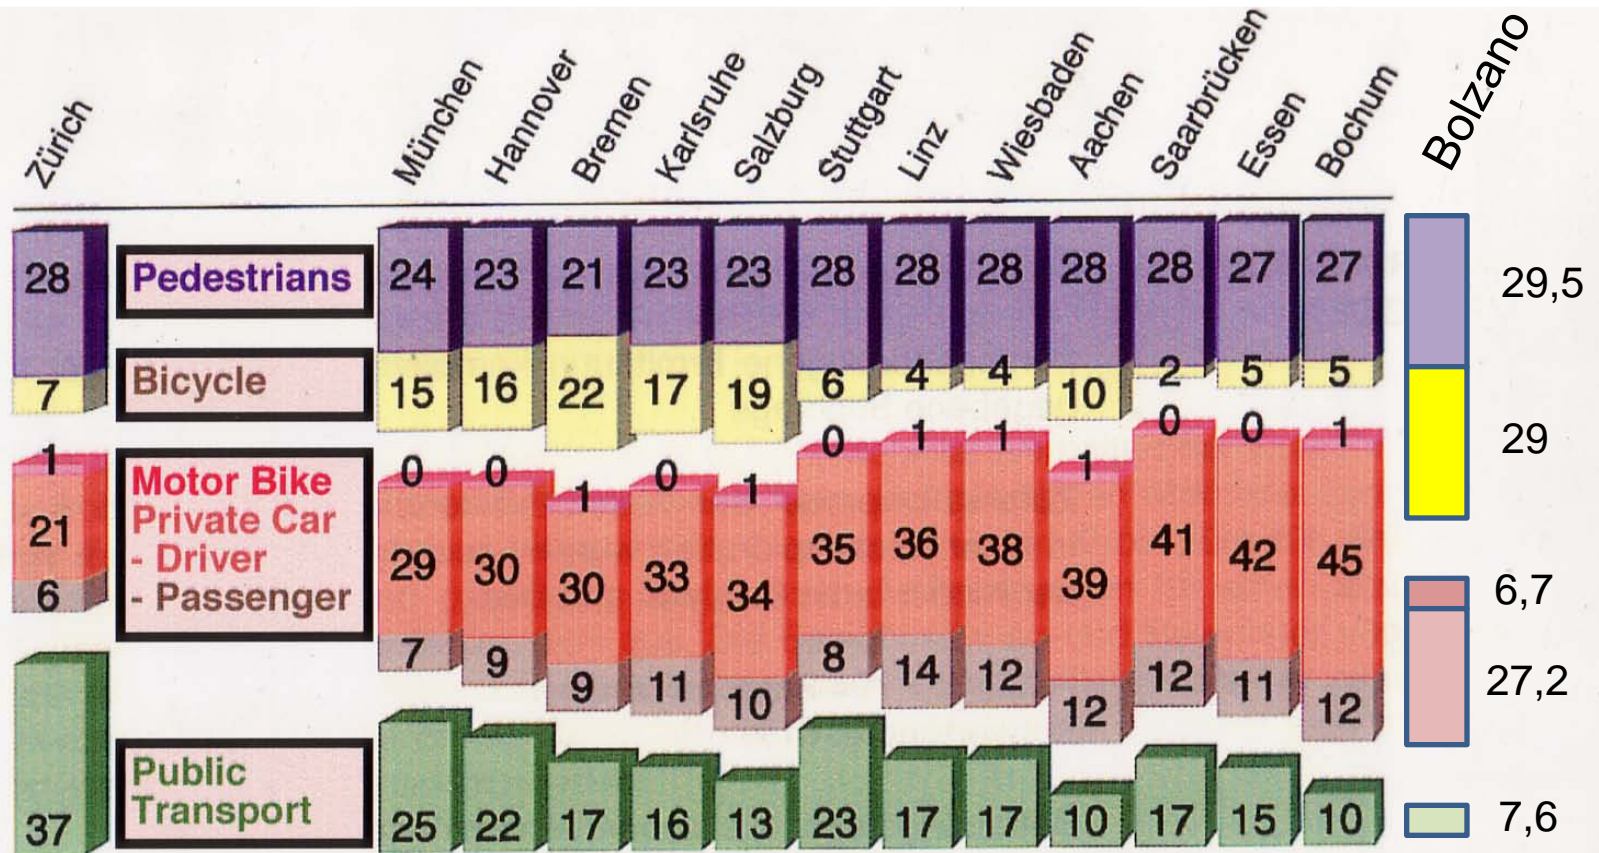 Zürich München Hannover Bremen Karlsruhe Salzburg Stuttgart Linz Wiesbaden Aachen Saarbrücken Essen Bochum Bolzano
28 Pedestrians 24 23 21 23 23 28 28 28 28 28 27 27 29,5
7 Bicycle 15 16 22 17 19 6 4 4 10 2 5 5 29
1 Motor Bike 0 0 1 0 1 0 1 1 1 0 0 1 6,7
Private Car
21 - Driver 29 30 30 33 34 35 36 38 39 41 42 45 27,2
6 - Passenger 7 9 9 11 10 8 14 12 12 12 11 12
Public
Transport
37 25 22 17 16 13 23 17 17 10 17 15 10 7,6